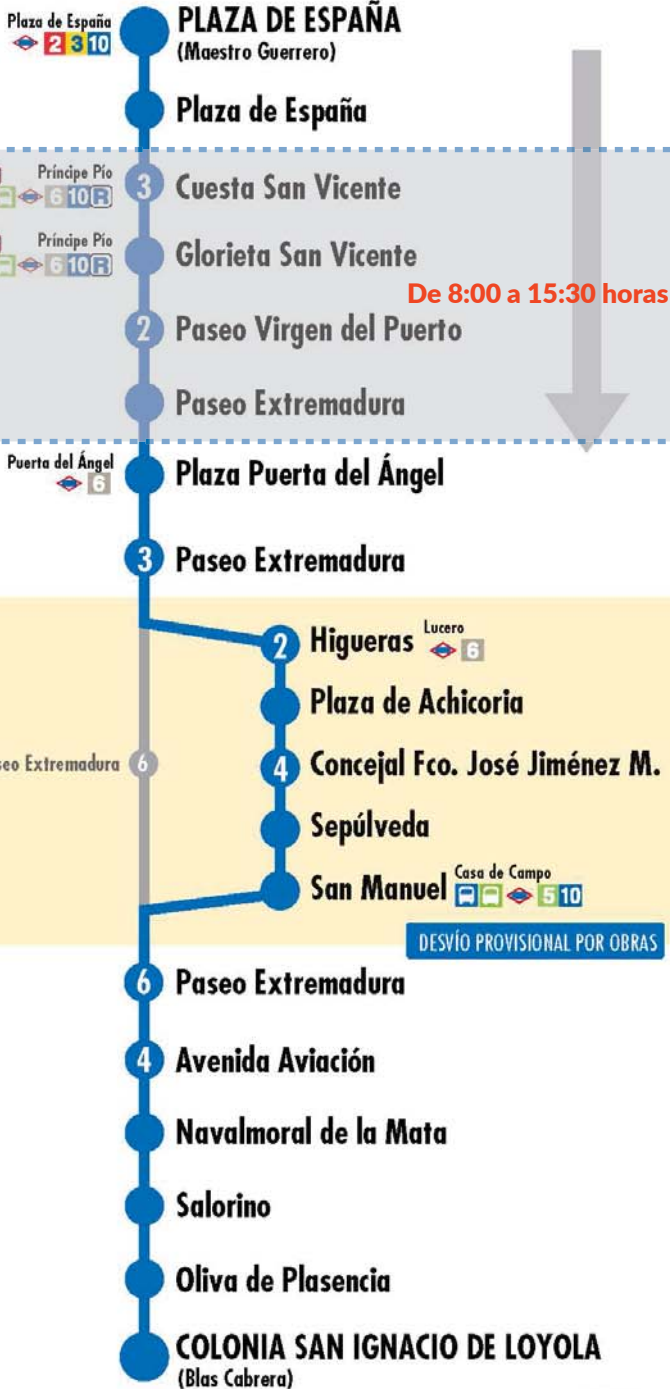 Plaza de España
2 3 10
PLAZA DE ESPAÑA
(Maestro Guerrero)
Plaza de España
Príncipe Pío
6 10 R
3 Cuesta San Vicente
Príncipe Pío
6 10 R
Glorieta San Vicente
De 8:00 a 15:30 horas
2 Paseo Virgen del Puerto
Paseo Extremadura
Puerta del Ángel
6
Plaza Puerta del Ángel
3 Paseo Extremadura
2 Higueras
Lucero
6
Plaza de Achicoria
eo Extremadura 6
4 Concejal Fco. José Jiménez M.
Sepúlveda
San Manuel
Casa de Campo
5 10
DESVÍO PROVISIONAL POR OBRAS
6 Paseo Extremadura
4 Avenida Aviación
Navalmoral de la Mata
Salorino
Oliva de Plasencia
COLONIA SAN IGNACIO DE LOYOLA
(Blas Cabrera)